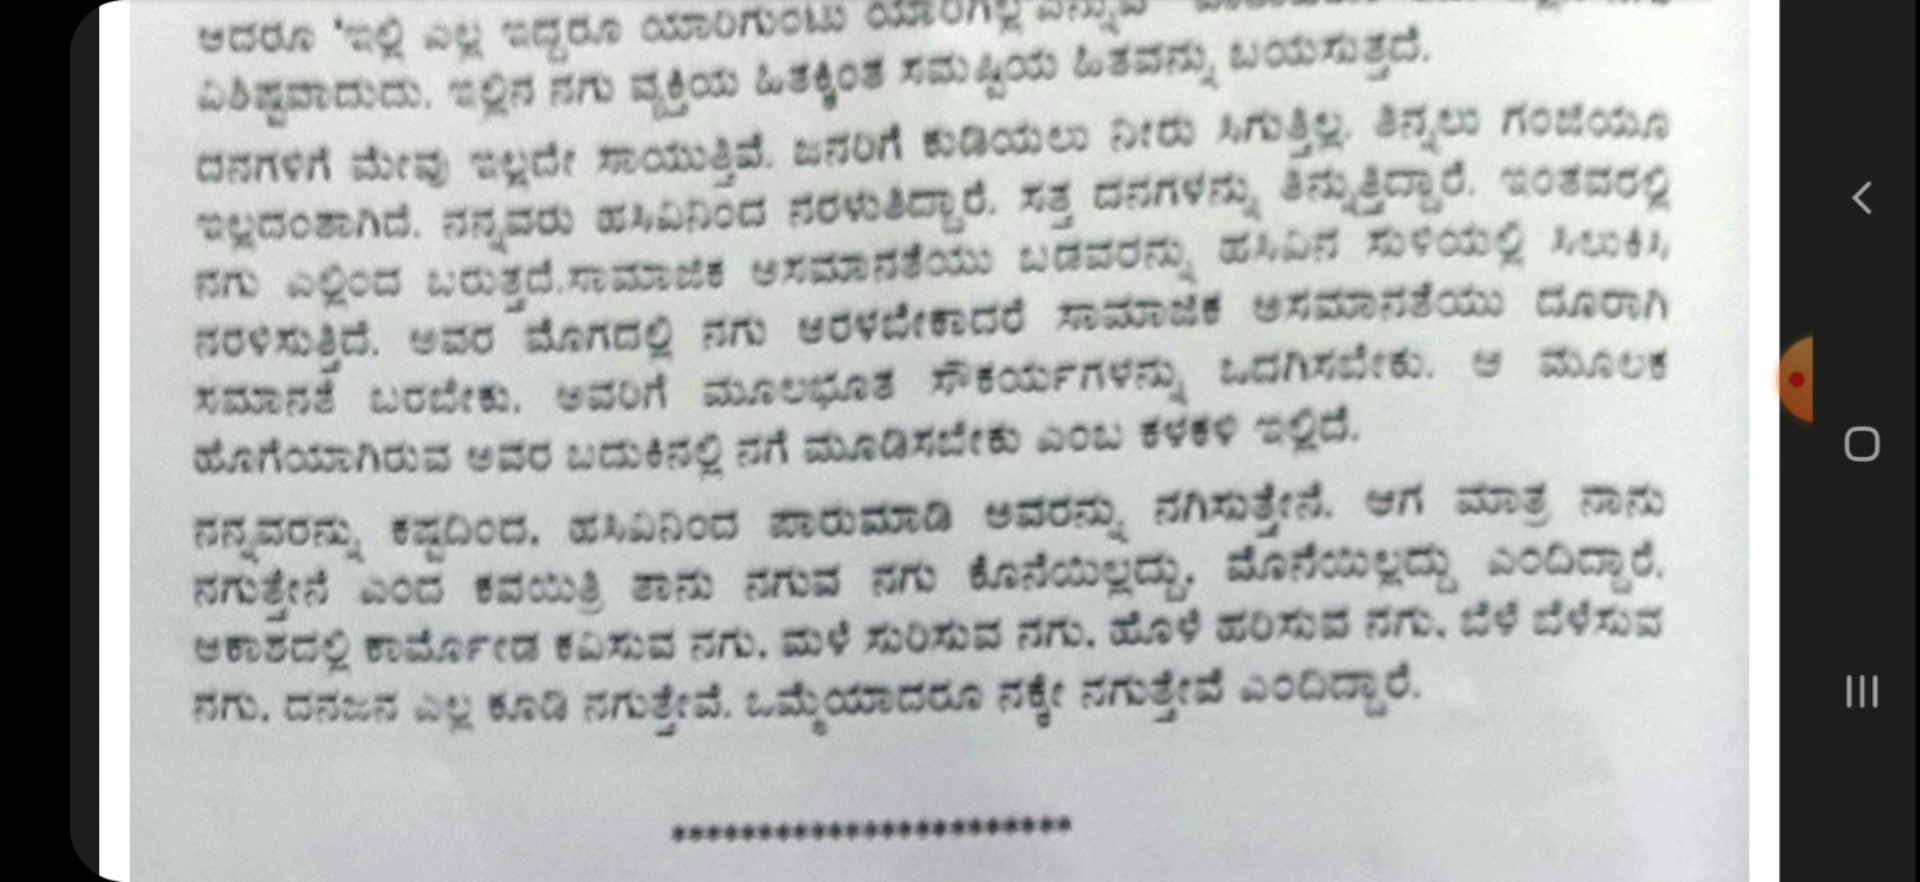 ಆದರೂ 'ಇಲ್ಲಿ ಎಲ್ಲ ಇದ್ದರೂ ಯಾರಿಗುಂಟು ಯಾರಿಗಿಲ್ಲ' ಎನ್ನುವ
ವಿಶಿಷ್ಟವಾದುದು. ಇಲ್ಲಿನ ನಗು ವ್ಯಕ್ತಿಯ ಹಿತಕ್ಕಿಂತ ಸಮಷ್ಟಿಯ ಹಿತವನ್ನು ಬಯಸುತ್ತದೆ.
ದನಗಳಿಗೆ ಮೇವು ಇಲ್ಲದೇ ಸಾಯುತ್ತಿವೆ. ಜನರಿಗೆ ಕುಡಿಯಲು ನೀರು ಸಿಗುತ್ತಿಲ್ಲ. ತಿನ್ನಲು ಗಂಜಿಯೂ
ಇಲ್ಲದಂತಾಗಿದೆ. ನನ್ನವರು ಹಸಿವಿನಿಂದ ನರಳುತಿದ್ದಾರೆ. ಸತ್ತ ದನಗಳನ್ನು ತಿನ್ನುತ್ತಿದ್ದಾರೆ. ಇಂತವರಲ್ಲಿ
ನಗು ಎಲ್ಲಿಂದ ಬರುತ್ತದೆ.ಸಾಮಾಜಿಕ ಅಸಮಾನತೆಯು ಬಡವರನ್ನು ಹಸಿವಿನ ಸುಳಿಯಲ್ಲಿ ಸಿಲುಕಿಸಿ
ನರಳಿಸುತ್ತಿದೆ. ಅವರ ಮೊಗದಲ್ಲಿ ನಗು ಅರಳಬೇಕಾದರೆ ಸಾಮಾಜಿಕ ಅಸಮಾನತೆಯು ದೂರಾಗಿ
ಸಮಾನತೆ ಬರಬೇಕು. ಅವರಿಗೆ ಮೂಲಭೂತ ಸೌಕರ್ಯಗಳನ್ನು ಒದಗಿಸಬೇಕು. ಆ ಮೂಲಕ
ಹೊಗೆಯಾಗಿರುವ ಅವರ ಬದುಕಿನಲ್ಲಿ ನಗೆ ಮೂಡಿಸಬೇಕು ಎಂಬ ಕಳಕಳಿ ಇಲ್ಲಿದೆ.
ನನ್ನವರನ್ನು ಕಷ್ಟದಿಂದ, ಹಸಿವಿನಿಂದ ಪಾರುಮಾಡಿ ಅವರನ್ನು ನಗಿಸುತ್ತೇನೆ. ಆಗ ಮಾತ್ರ ನಾನು
ನಗುತ್ತೇನೆ ಎಂದ ಕವಯಿತ್ರಿ ತಾನು ನಗುವ ನಗು ಕೊನೆಯಿಲ್ಲದ್ದು, ಮೊನೆಯಿಲ್ಲದ್ದು ಎಂದಿದ್ದಾರೆ.
ಆಕಾಶದಲ್ಲಿ ಕಾರ್ಮೋಡ ಕವಿಸುವ ನಗು, ಮಳೆ ಸುರಿಸುವ ನಗು, ಹೊಳೆ ಹರಿಸುವ ನಗು, ಬೆಳೆ ಬೆಳೆಸುವ
ನಗು, ದನಜನ ಎಲ್ಲ ಕೂಡಿ ನಗುತ್ತೇವೆ. ಒಮ್ಮೆಯಾದರೂ ನಕ್ಕೇ ನಗುತ್ತೇವೆ ಎಂದಿದ್ದಾರೆ.
***********************